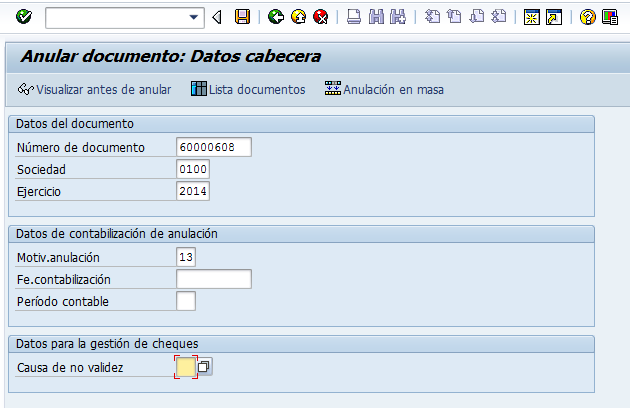 Anular documento: Datos cabecera
Visualizar antes de anular Lista documentos Anulación en masa
Datos del documento
Número de documento 60000608
Sociedad 0100
Ejercicio 2014
Datos de contabilización de anulación
Motiv.anulación 13
Fe.contabilización
Período contable
Datos para la gestión de cheques
Causa de no validez